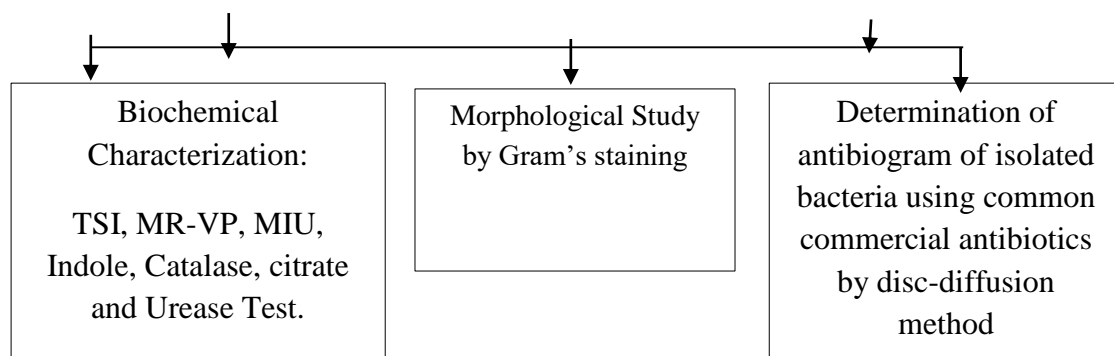 Biochemical
Characterization:
TSI, MR-VP, MIU,
Indole, Catalase, citrate
and Urease Test.
Morphological Study
by Gram’s staining
Determination of
antibiogram of isolated
bacteria using common
commercial antibiotics
by disc-diffusion
method